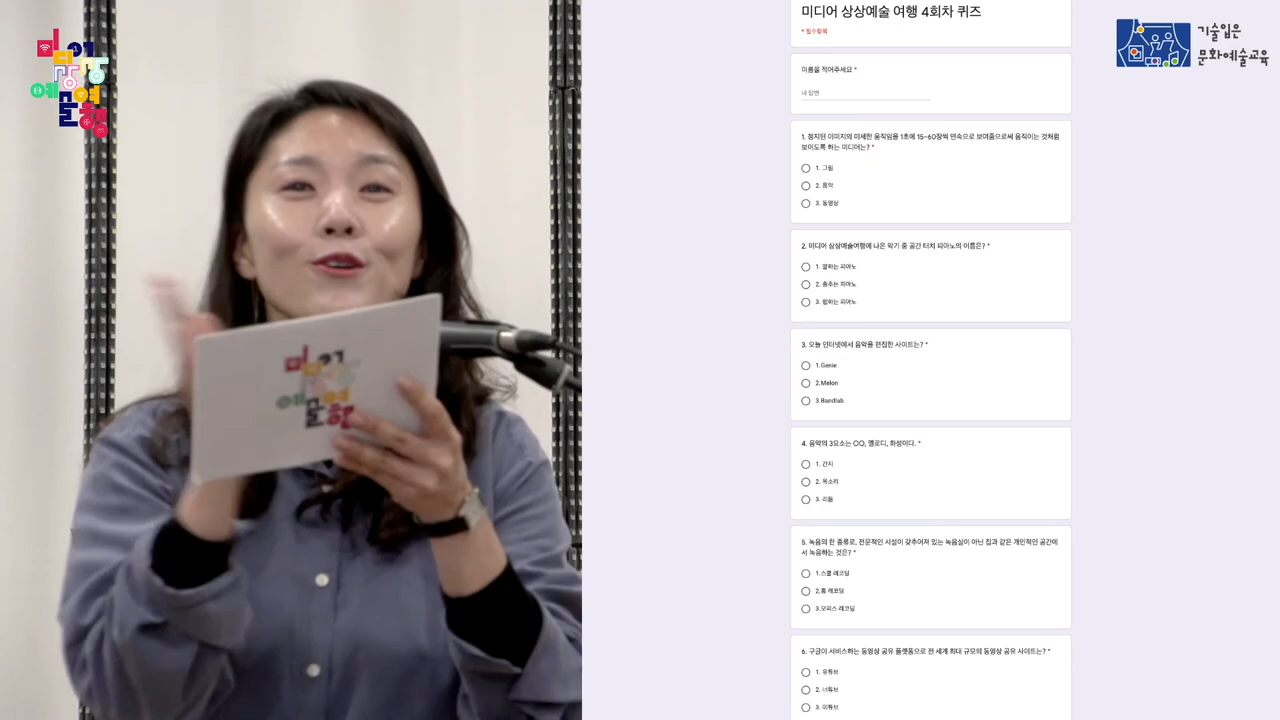 미디어
상상
예술여행
미디어 상상예술 여행 4회차 퀴즈
* 필수항목
이름을 적어주세요 *
내 답변
1. 정지된 이미지의 미세한 움직임을 1초에 15~60장씩 연속으로 보여줌으로써 움직이는 것처럼
보이도록 하는 미디어는? *
1. 그림
2. 음악
3. 동영상
2. 미디어 상상예술여행에 나온 악기 중 공간 터치 피아노의 이름은? *
1. 말하는 피아노
2. 춤추는 피아노
3. 랩하는 피아노
3. 오늘 인터넷에서 음악을 편집한 사이트는? *
1.Genie
2.Melon
3.Bandlab
4. 음악의 3요소는 OO, 멜로디, 화성이다. *
1. 간지
2. 목소리
3. 리듬
5. 녹음의 한 종류로, 전문적인 시설이 갖추어져 있는 녹음실이 아닌 집과 같은 개인적인 공간에
서 녹음하는 것은? *
1.스쿨 레코딩
2.홈 레코딩
3.오피스 레코딩
6. 구글이 서비스하는 동영상 공유 플랫폼으로 전 세계 최대 규모의 동영상 공유 사이트는? *
1. 유튜브
2. 너튜브
3. 미튜브
기술입은
문화예술교육